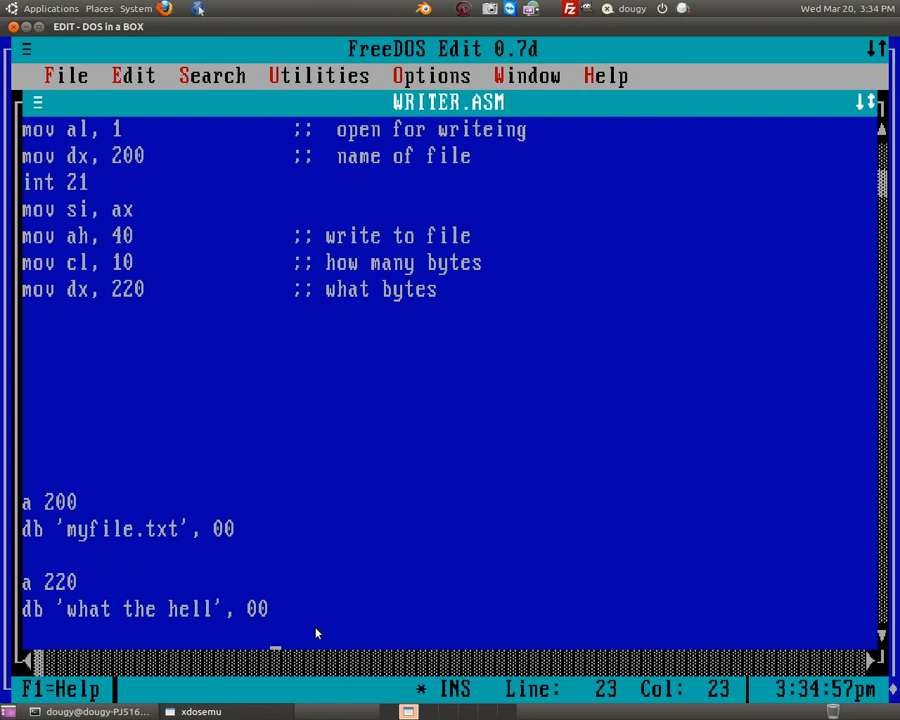 Applications Places System dougy Wed Mar 20, 3:34 PM
EDIT - DOS in a BOX
FreeDOS Edit 0.7d
File Edit Search Utilities Options Window Help
WRITER.ASM
mov al, 1 ;; open for writeing
mov dx, 200 ;; name of file
int 21
mov si, ax
mov ah, 40 ;; write to file
mov cl, 10 ;; how many bytes
mov dx, 220 ;; what bytes
a 200
db 'myfile.txt', 00
a 220
db 'what the hell', 00
F1=Help * INS Line: 23 Col: 23 3:34:57pm
dougy@dougy-PJ516... xdosemu